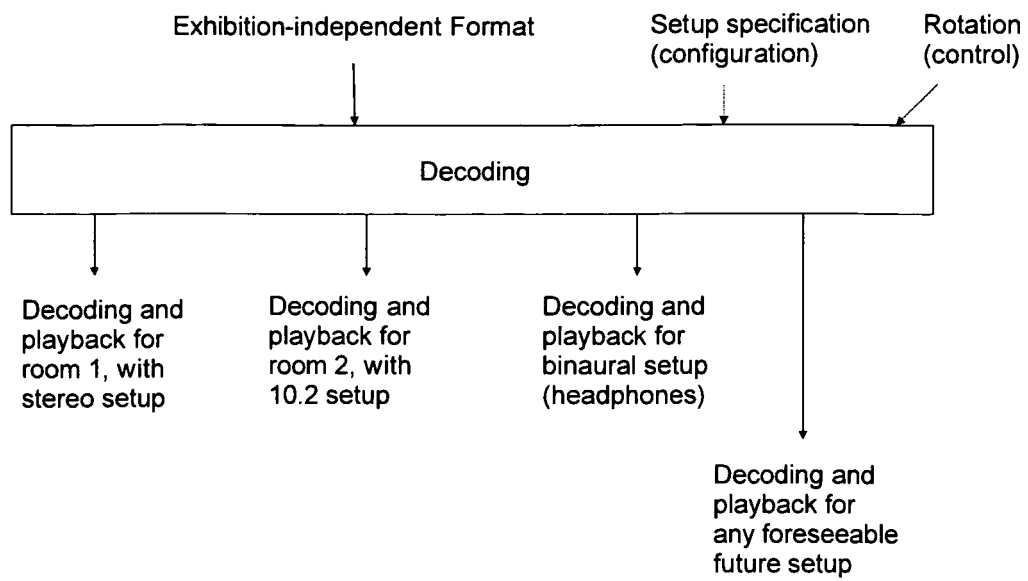 Exhibition-independent Format
Setup specification
(configuration)
Rotation
(control)
Decoding
Decoding and
playback for
room 1, with
stereo setup
Decoding and
playback for
room 2, with
10.2 setup
Decoding and
playback for
binaural setup
(headphones)
Decoding and
playback for
any foreseeable
future setup